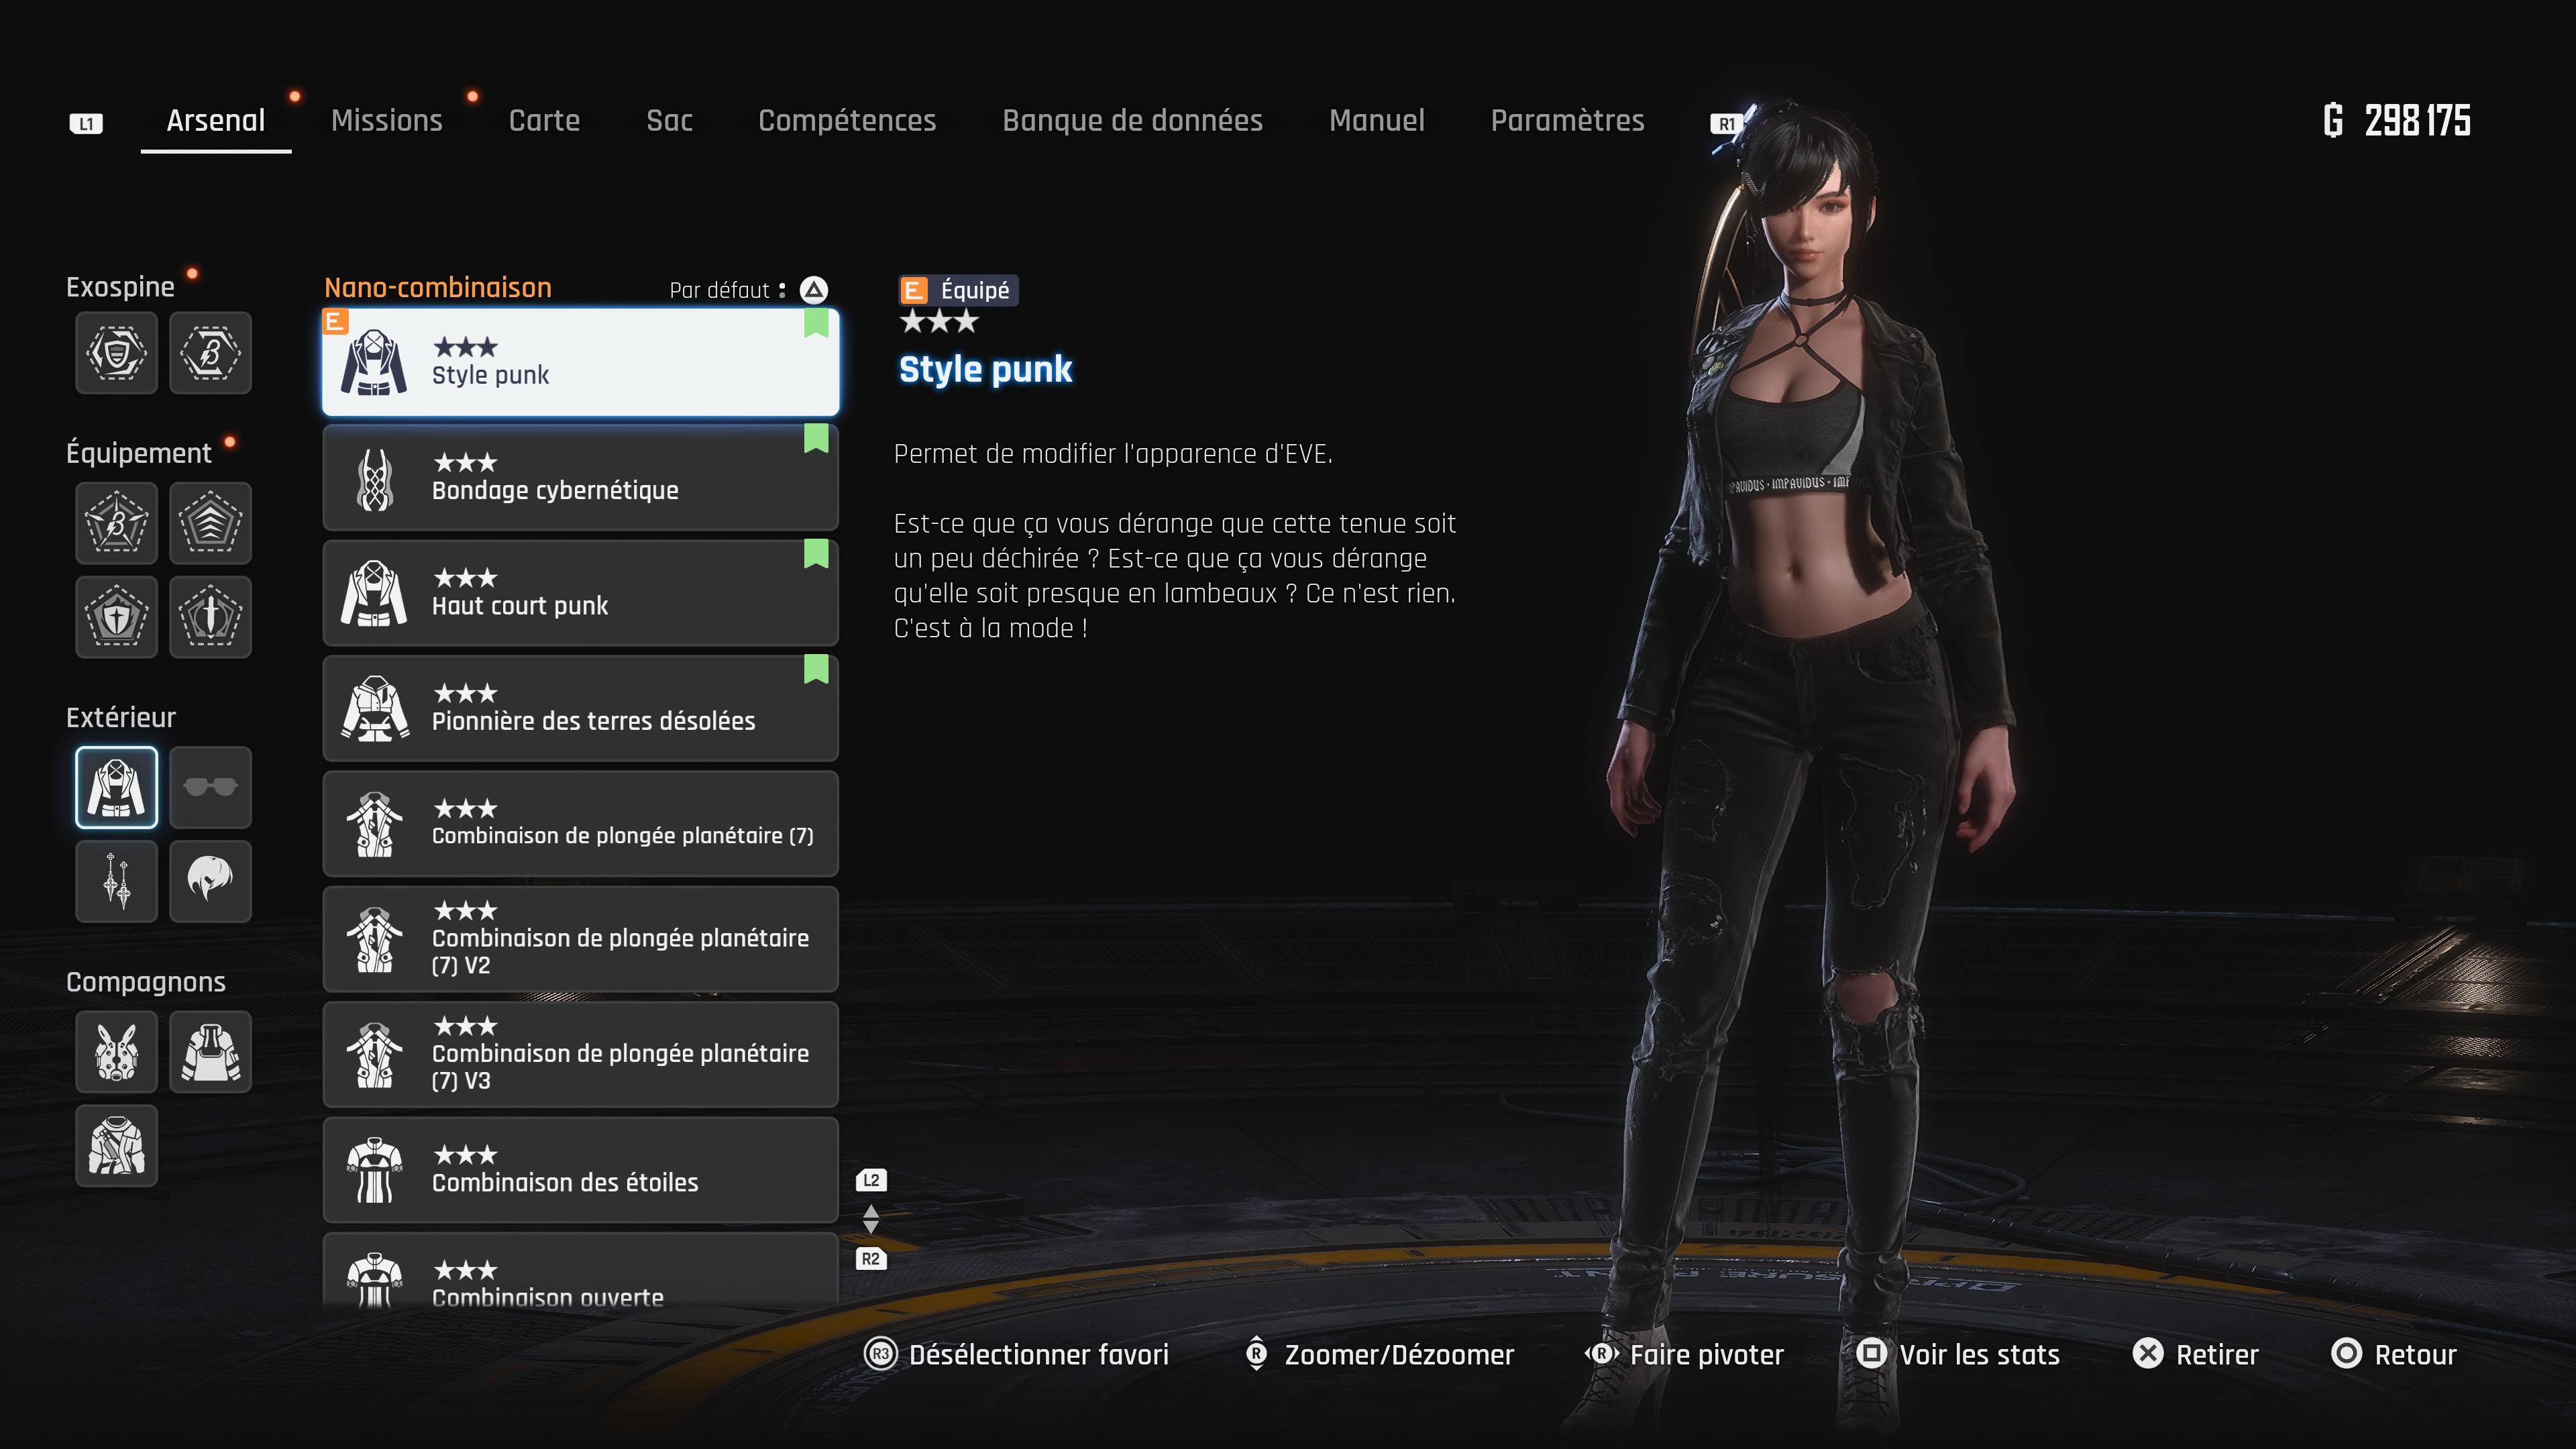 L1
Arsenal
Missions
Carte
Sac
Compétences
Banque de données
Manuel
Paramètres
R1
298 175
Exospine
Équipement
Extérieur
Compagnons
Nano-combinaison
Par défaut :
E
★★★
Style punk
★★★
Bondage cybernétique
★★★
Haut court punk
★★★
Pionnière des terres désolées
★★★
Combinaison de plongée planétaire (7)
★★★
Combinaison de plongée planétaire
(7) V2
★★★
Combinaison de plongée planétaire
(7) V3
★★★
Combinaison des étoiles
★★★
Combinaison ouverte
L2
R2
E Équipé
★★★
Style punk
Permet de modifier l'apparence d'EVE.
Est-ce que ça vous dérange que cette tenue soit
un peu déchirée ? Est-ce que ça vous dérange
qu'elle soit presque en lambeaux ? Ce n'est rien.
C'est à la mode !
IMPAVIDUS
R3 Désélectionner favori
R Zoomer/Dézoomer
R Faire pivoter
Voir les stats
Retirer
Retour